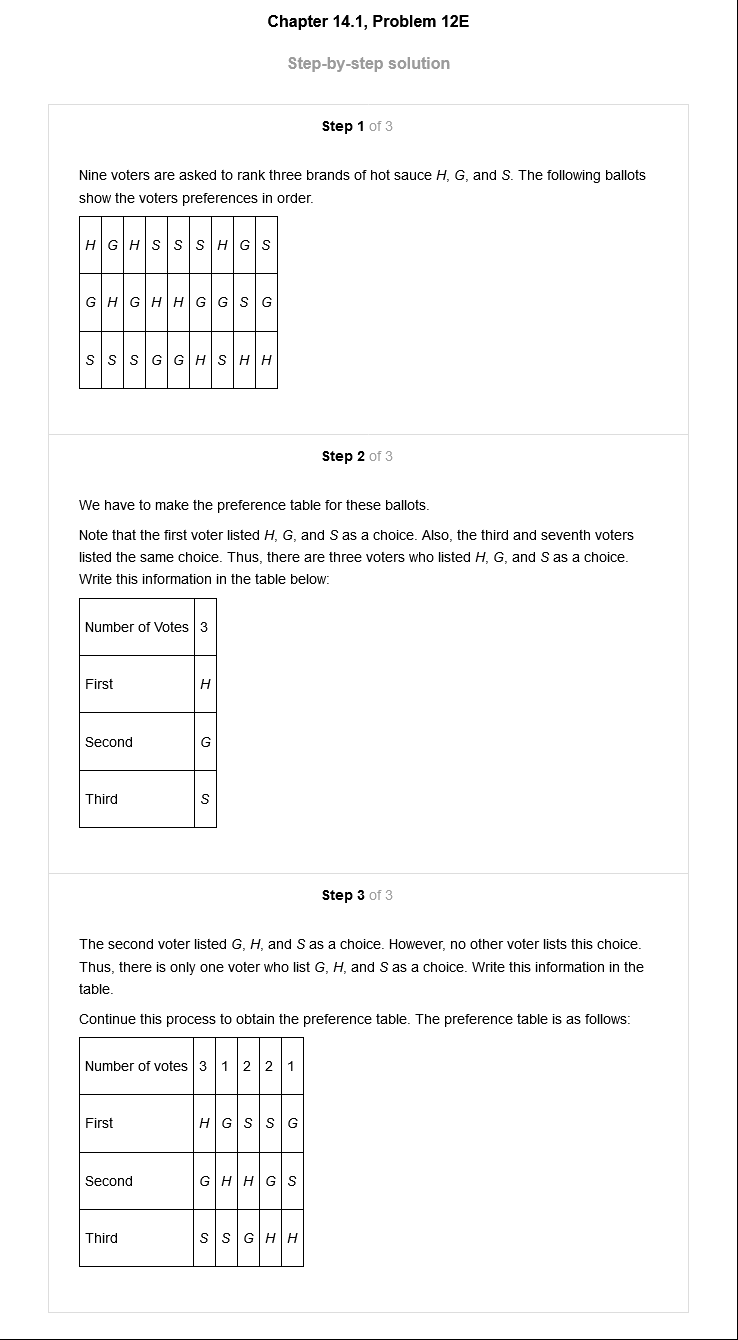 Chapter 14.1, Problem 12E
Step-by-step solution
Step 1 of 3
Nine voters are asked to rank three brands of hot sauce H, G, and S. The following ballots
show the voters preferences in order.
H G H S S S H G S
G H G H H G G S G
S S S G G H S H H
Step 2 of 3
We have to make the preference table for these ballots.
Note that the first voter listed H, G, and S as a choice. Also, the third and seventh voters
listed the same choice. Thus, there are three voters who listed H, G, and S as a choice.
Write this information in the table below:
Number of Votes 3
First H
Second G
Third S
Step 3 of 3
The second voter listed G, H, and S as a choice. However, no other voter lists this choice.
Thus, there is only one voter who list G, H, and S as a choice. Write this information in the
table.
Continue this process to obtain the preference table. The preference table is as follows:
Number of votes 3 1 2 2 1
First H G S S G
Second G H H G S
Third S S G H H